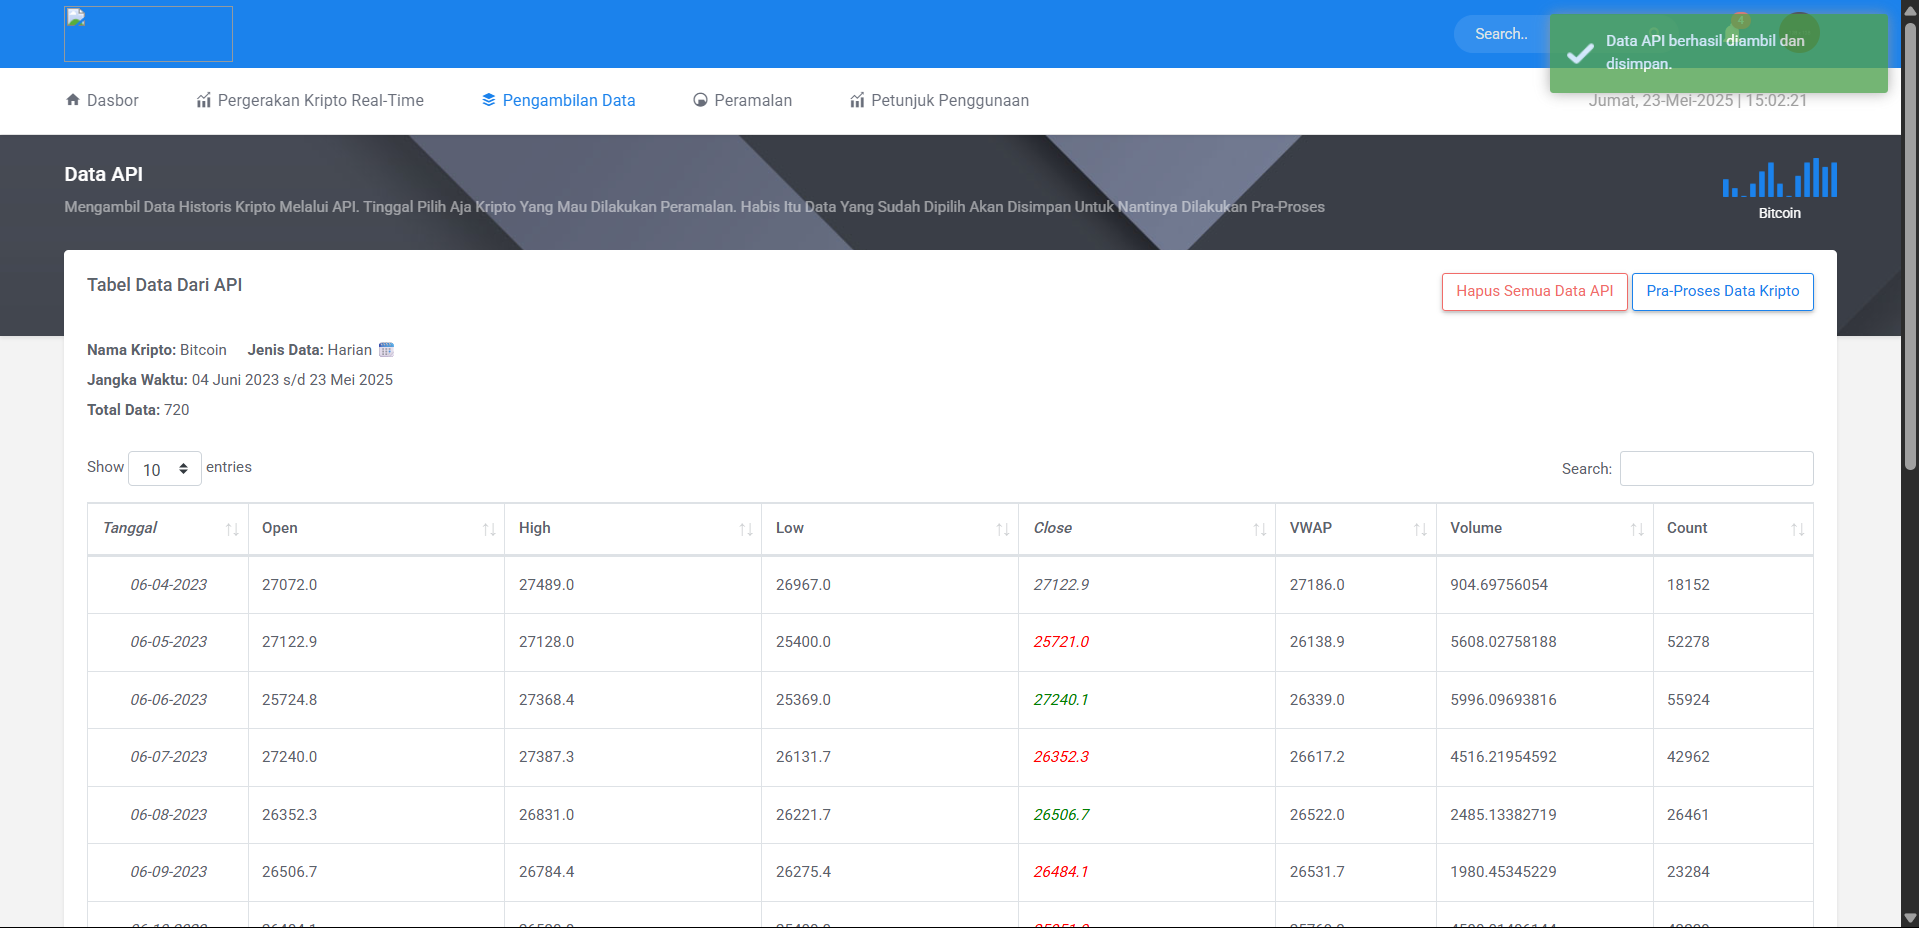 Search..
4
Data API berhasil diambil dan
disimpan.
Dasbor
Pergerakan Kripto Real-Time
Pengambilan Data
Peramalan
Petunjuk Penggunaan
Jumat, 23-Mei-2025 | 15:02:21
Data API
Mengambil Data Historis Kripto Melalui API. Tinggal Pilih Aja Kripto Yang Mau Dilakukan Peramalan. Habis Itu Data Yang Sudah Dipilih Akan Disimpan Untuk Nantinya Dilakukan Pra-Proses
Bitcoin
Tabel Data Dari API
Hapus Semua Data API
Pra-Proses Data Kripto
Nama Kripto: Bitcoin Jenis Data: Harian
Jangka Waktu: 04 Juni 2023 s/d 23 Mei 2025
Total Data: 720
Show 10 entries
Search:
Tanggal Open High Low Close VWAP Volume Count
06-04-2023 27072.0 27489.0 26967.0 27122.9 27186.0 904.69756054 18152
06-05-2023 27122.9 27128.0 25400.0 25721.0 26138.9 5608.02758188 52278
06-06-2023 25724.8 27368.4 25369.0 27240.1 26339.0 5996.09693816 55924
06-07-2023 27240.0 27387.3 26131.7 26352.3 26617.2 4516.21954592 42962
06-08-2023 26352.3 26831.0 26221.7 26506.7 26522.0 2485.13382719 26461
06-09-2023 26506.7 26784.4 26275.4 26484.1 26531.7 1980.45345229 23284